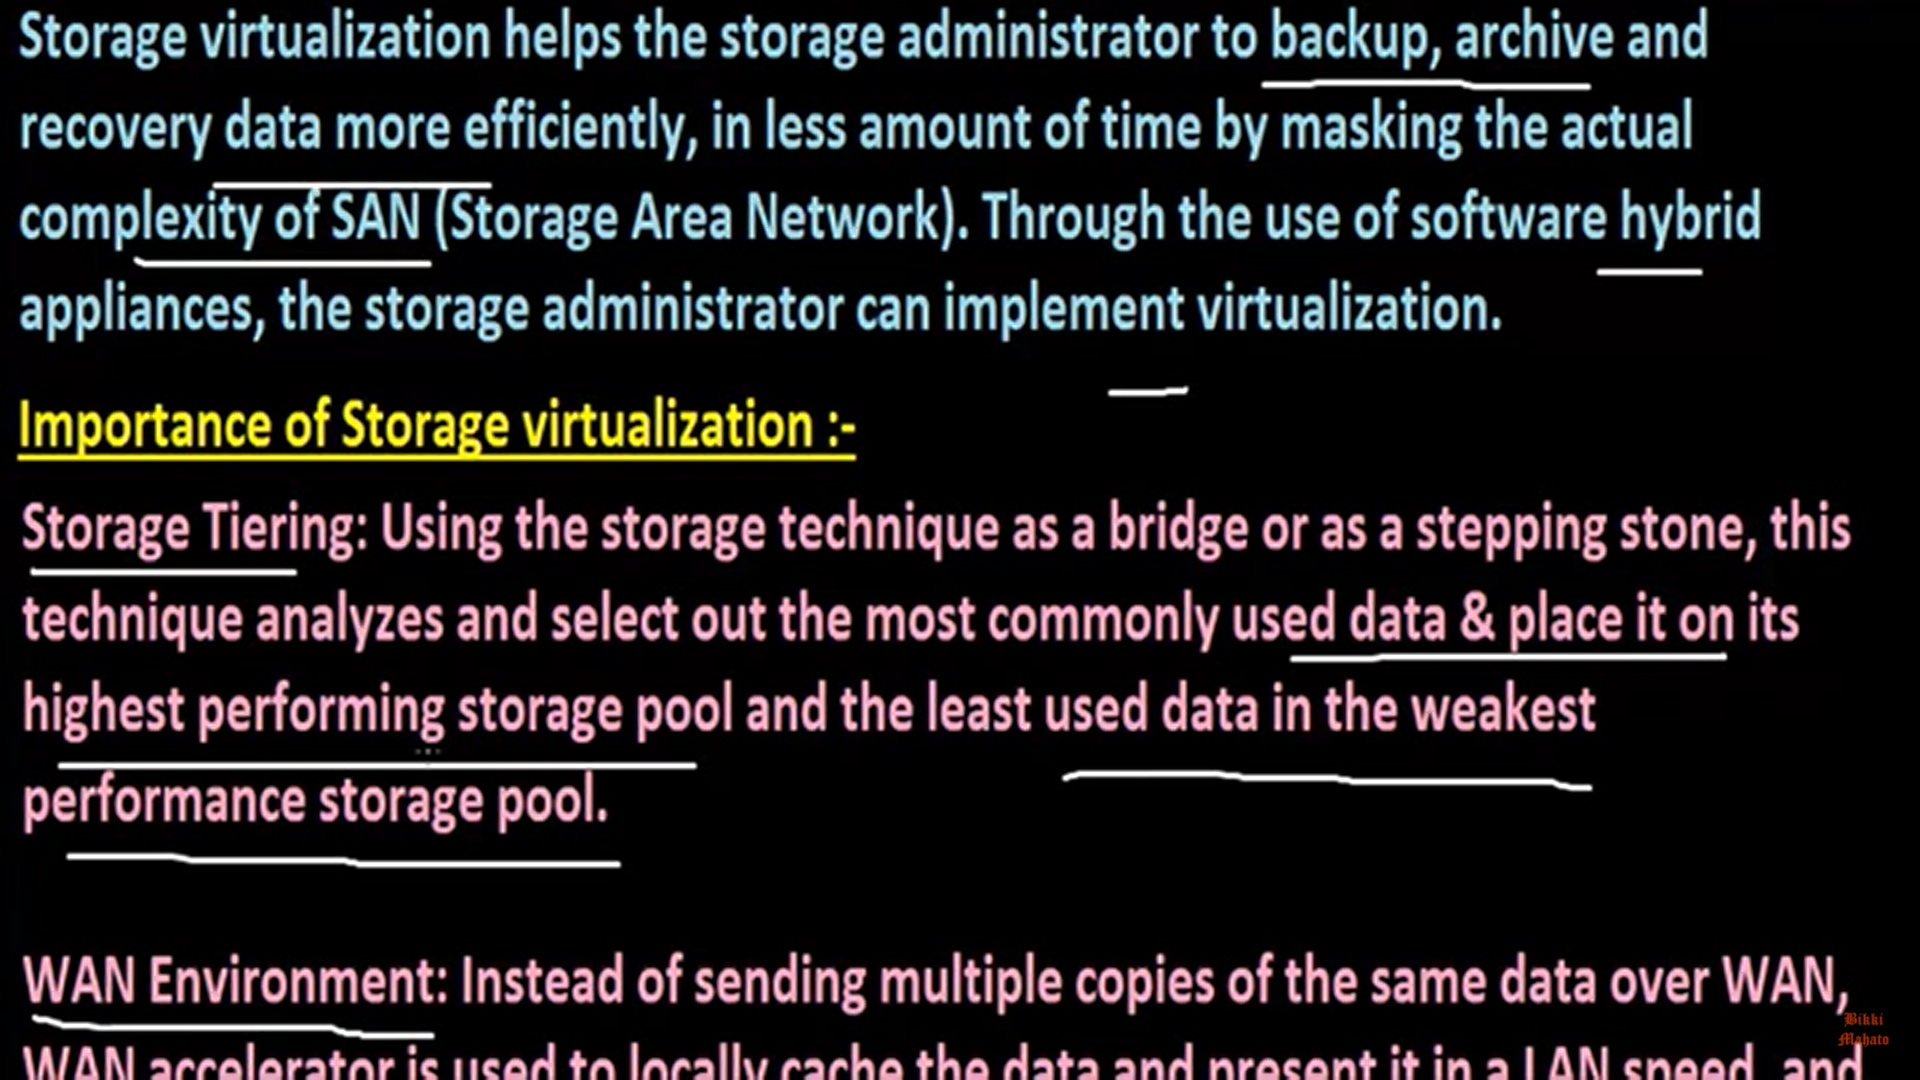 Storage virtualization helps the storage administrator to backup, archive and
recovery data more efficiently, in less amount of time by masking the actual
complexity of SAN (Storage Area Network). Through the use of software hybrid
appliances, the storage administrator can implement virtualization.
Importance of Storage virtualization :-
Storage Tiering: Using the storage technique as a bridge or as a stepping stone, this
technique analyzes and select out the most commonly used data & place it on its
highest performing storage pool and the least used data in the weakest
performance storage pool.
WAN Environment: Instead of sending multiple copies of the same data over WAN,
WAN accelerator is used to locally cache the data and present it in a LAN speed, and
Bikki
Mahato